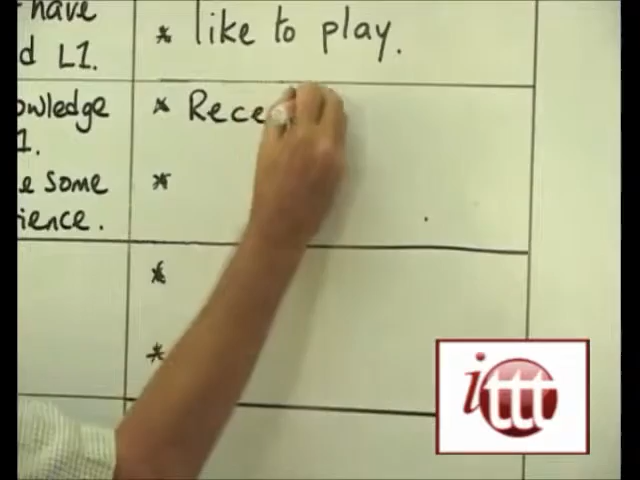 have
* like to play.
d L1.
owledge
* Rece
1.
e some
*
ience.
*
*
ittt